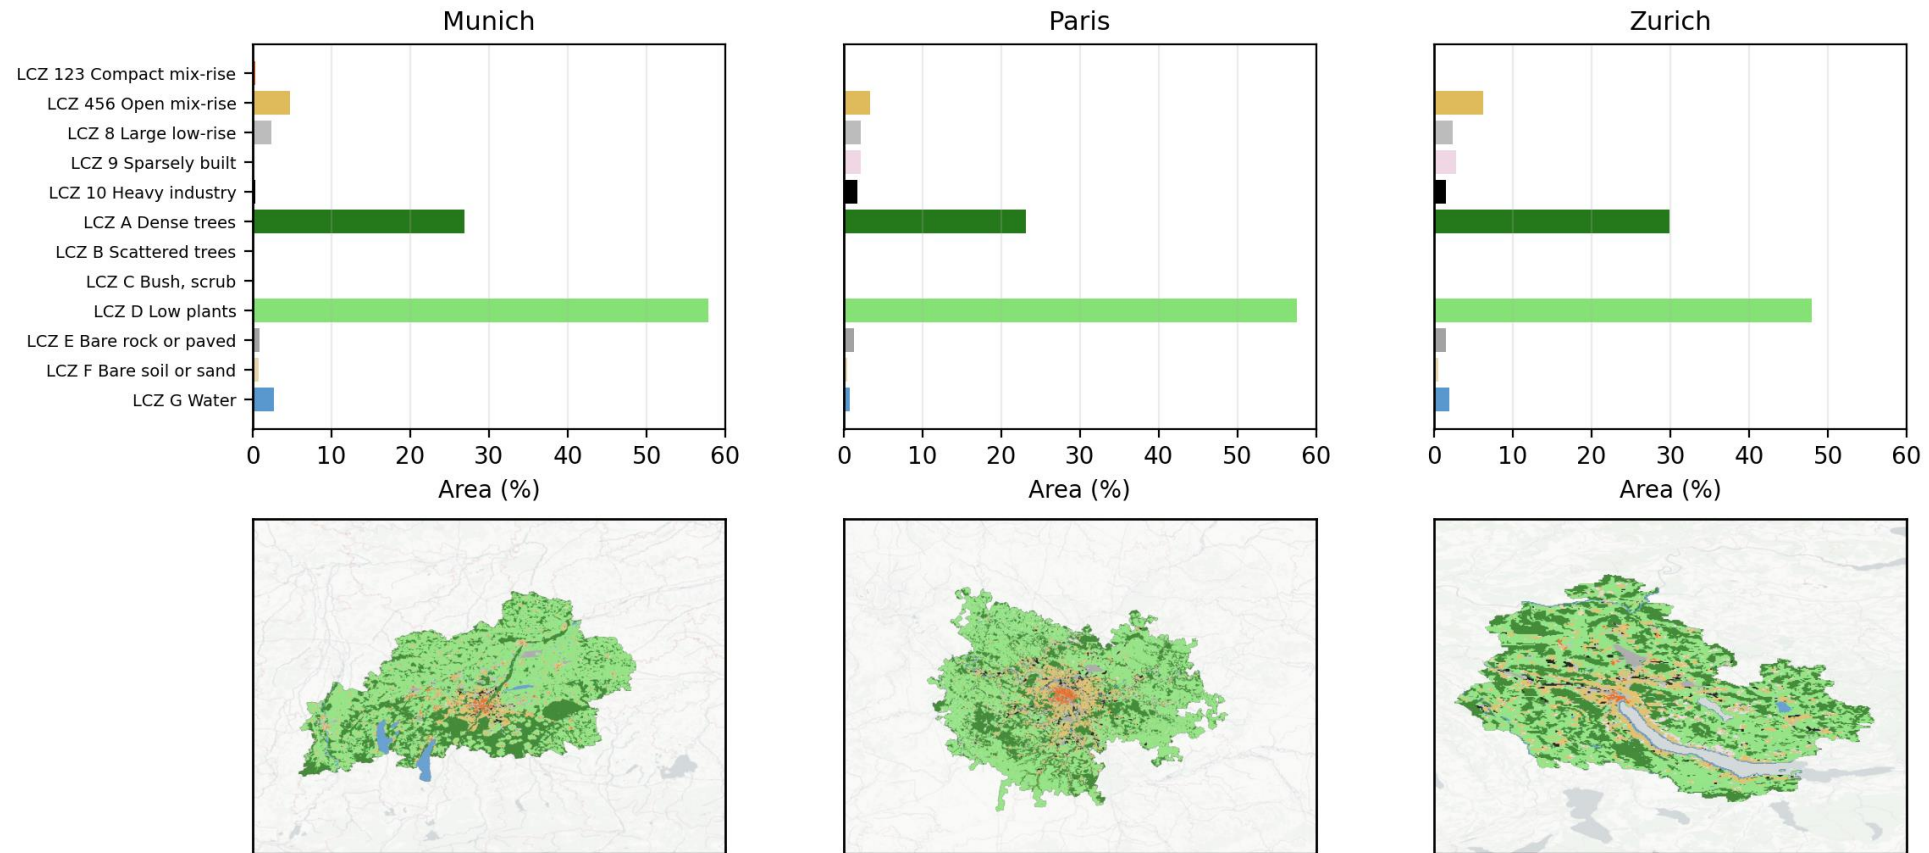 Munich
Paris
Zurich
LCZ 123 Compact mix-rise
LCZ 456 Open mix-rise
LCZ 8 Large low-rise
LCZ 9 Sparsely built
LCZ 10 Heavy industry
LCZ A Dense trees
LCZ B Scattered trees
LCZ C Bush, scrub
LCZ D Low plants
LCZ E Bare rock or paved
LCZ F Bare soil or sand
LCZ G Water
0 10 20 30 40 50 60
0 10 20 30 40 50 60
0 10 20 30 40 50 60
Area (%)
Area (%)
Area (%)